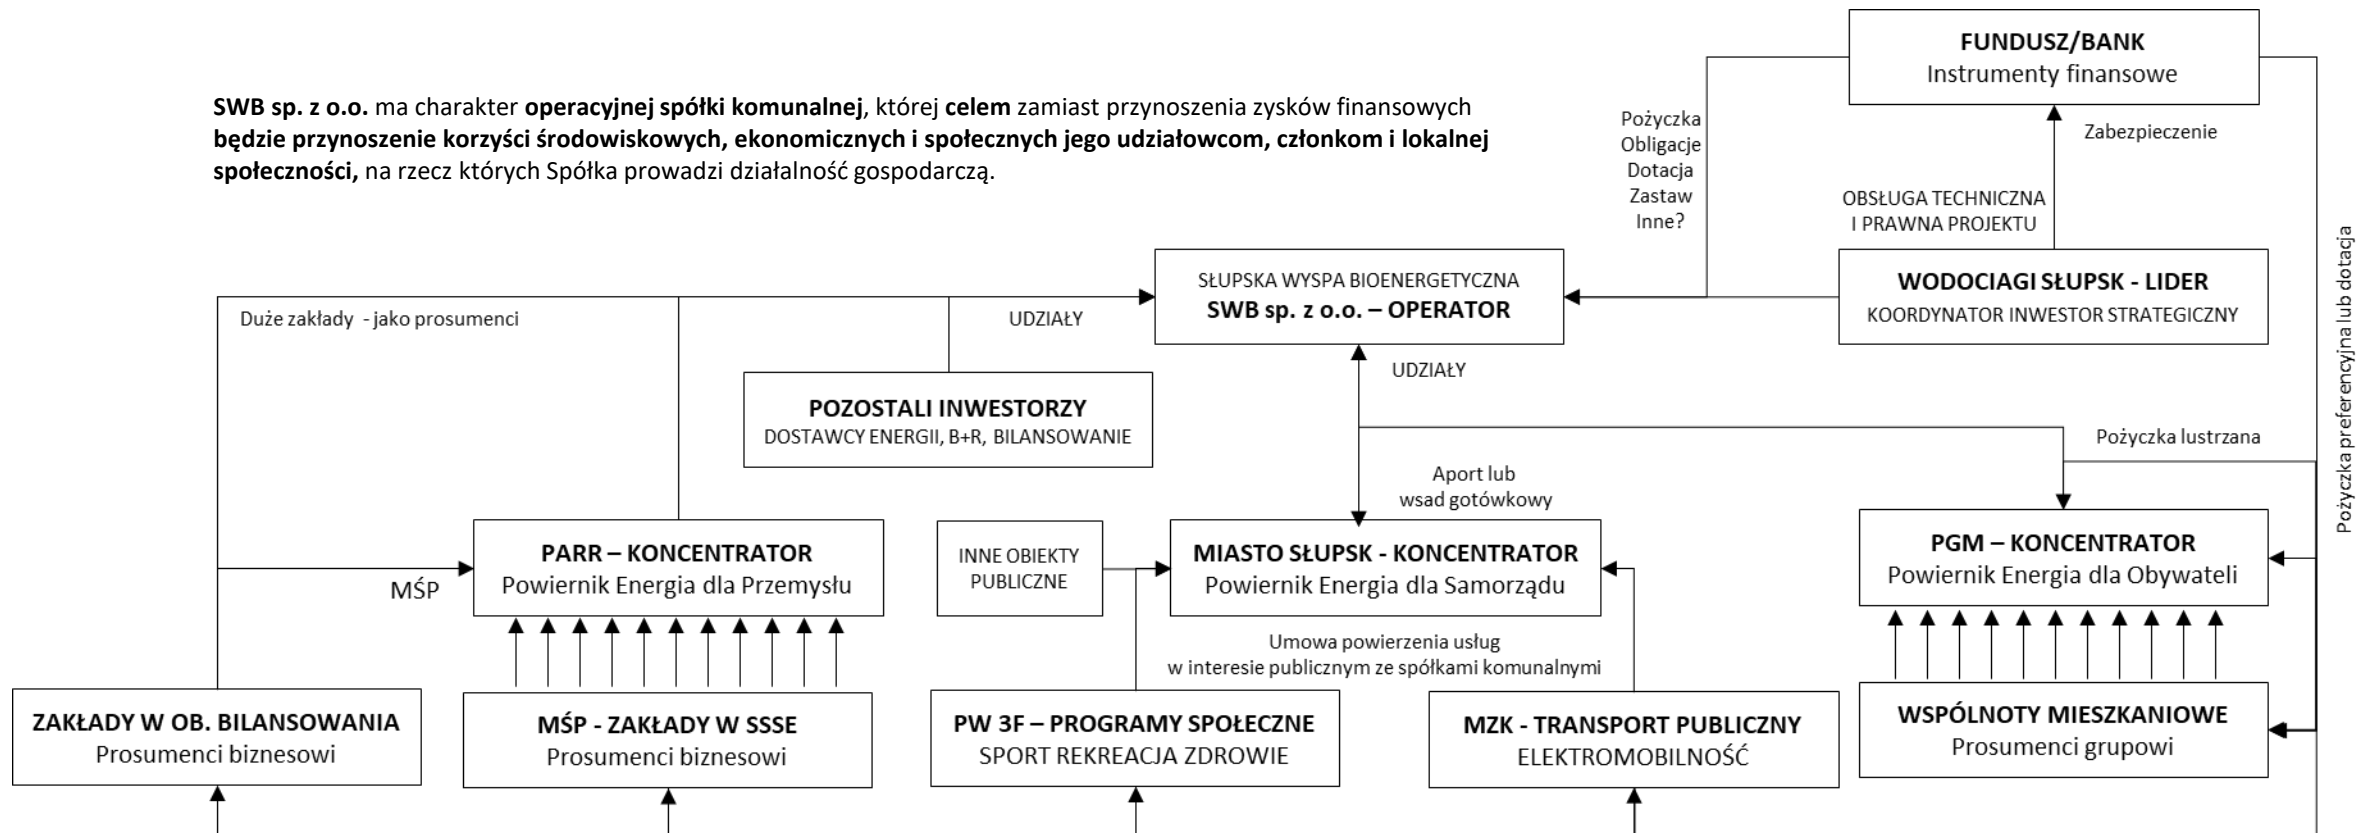 FUNDUSZ/BANK
Instrumenty finansowe
SWB sp. z o.o. ma charakter operacyjnej spółki komunalnej, której celem zamiast przynoszenia zysków finansowych
będzie przynoszenie korzyści środowiskowych, ekonomicznych i społecznych jego udziałowcom, członkom i lokalnej
społeczności, na rzecz których Spółka prowadzi działalność gospodarczą.
Pożyczka
Obligacje
Dotacja
Zastaw
Inne?
Zabezpieczenie
OBSŁUGA TECHNICZNA
I PRAWNA PROJEKTU
Pożyczka preferencyjna lub dotacja
SŁUPSKA WYSPA BIOENERGETYCZNA
SWB sp. z o.o. – OPERATOR
WODOCIAGI SŁUPSK - LIDER
KOORDYNATOR INWESTOR STRATEGICZNY
Duże zakłady - jako prosumenci
UDZIAŁY
UDZIAŁY
POZOSTALI INWESTORZY
DOSTAWCY ENERGII, B+R, BILANSOWANIE
Pożyczka lustrzana
Aport lub
wsad gotówkowy
PARR – KONCENTRATOR
Powiernik Energia dla Przemysłu
MŚP
INNE OBIEKTY
PUBLICZNE
MIASTO SŁUPSK - KONCENTRATOR
Powiernik Energia dla Samorządu
PGM – KONCENTRATOR
Powiernik Energia dla Obywateli
Umowa powierzenia usług
w interesie publicznym ze spółkami komunalnymi
ZAKŁADY W OB. BILANSOWANIA
Prosumenci biznesowi
MŚP - ZAKŁADY W SSSE
Prosumenci biznesowi
PW 3F – PROGRAMY SPOŁECZNE
SPORT REKREACJA ZDROWIE
MZK - TRANSPORT PUBLICZNY
ELEKTROMOBILNOŚĆ
WSPÓLNOTY MIESZKANIOWE
Prosumenci grupowi